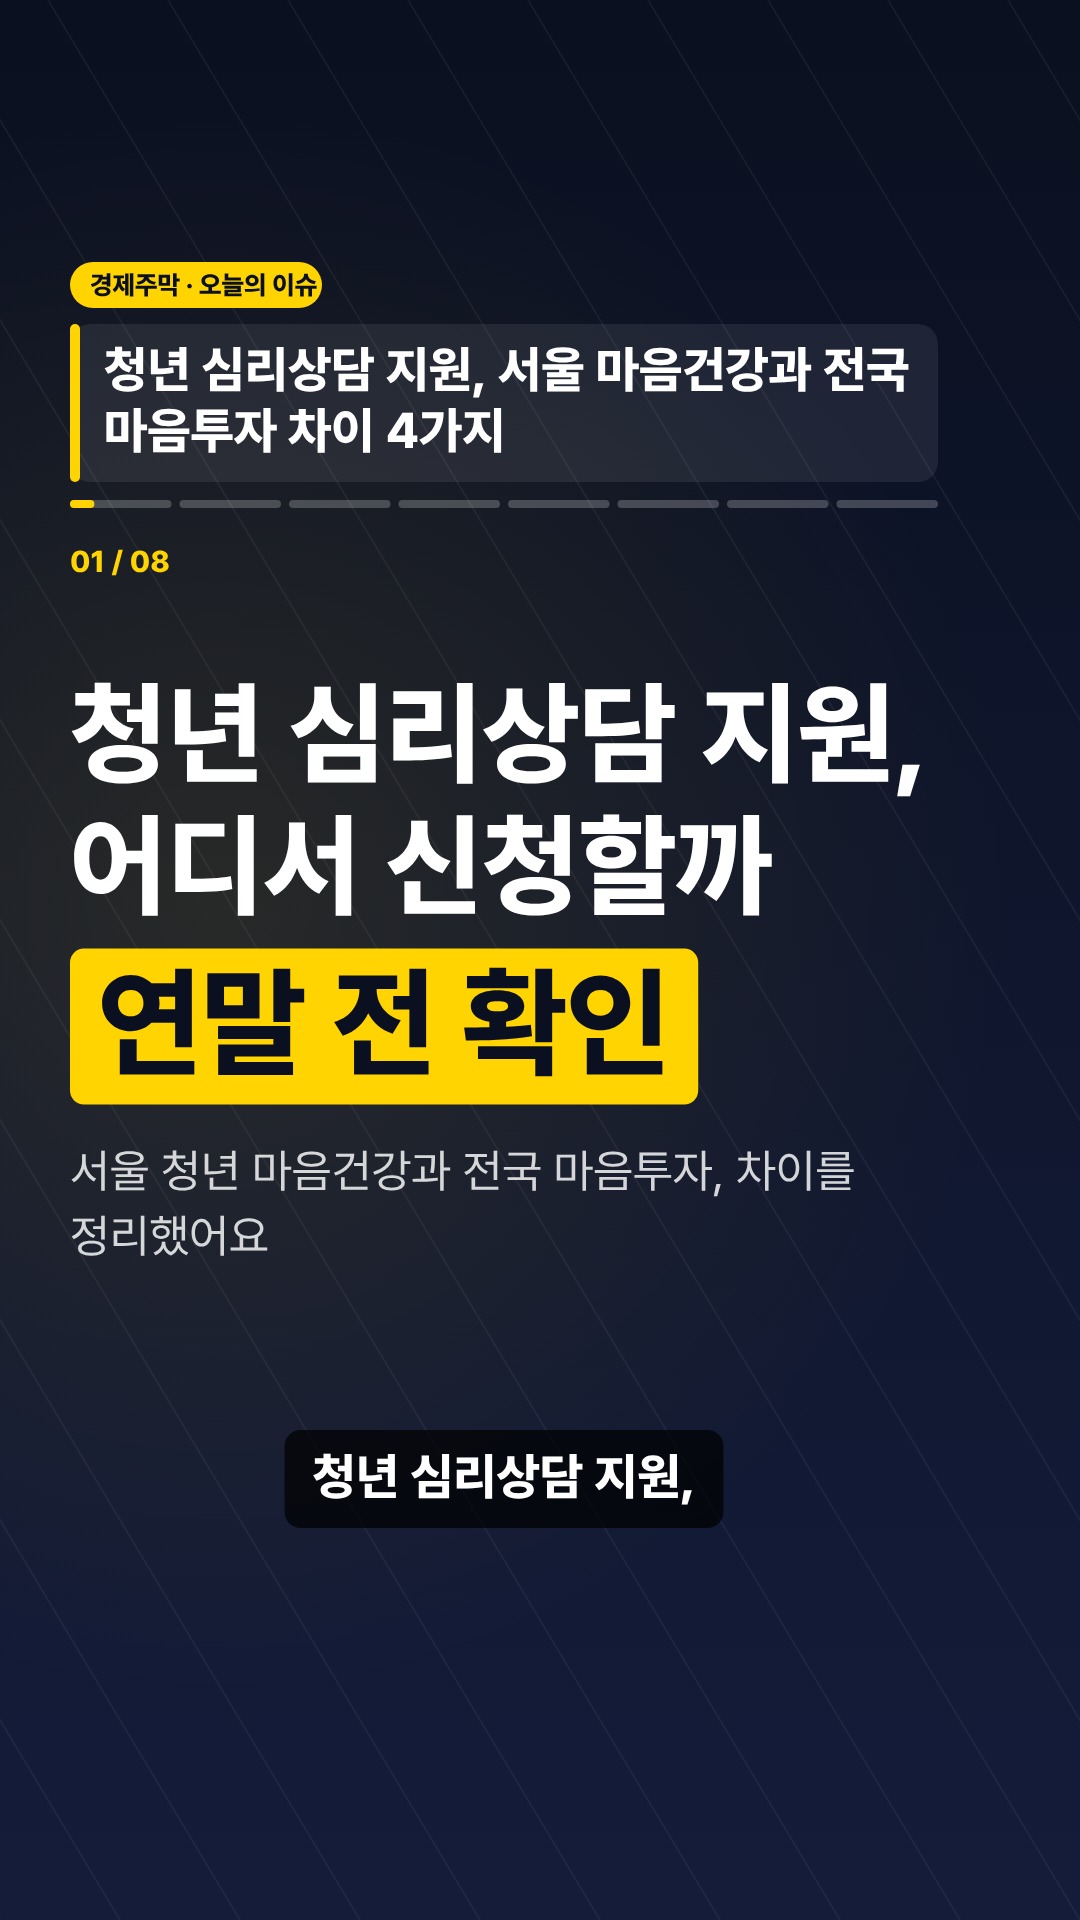 경제주막 · 오늘의 이슈
청년 심리상담 지원, 서울 마음건강과 전국
마음투자 차이 4가지
01 / 08
청년 심리상담 지원,
어디서 신청할까
연말 전 확인
서울 청년 마음건강과 전국 마음투자, 차이를
정리했어요
청년 심리상담 지원,